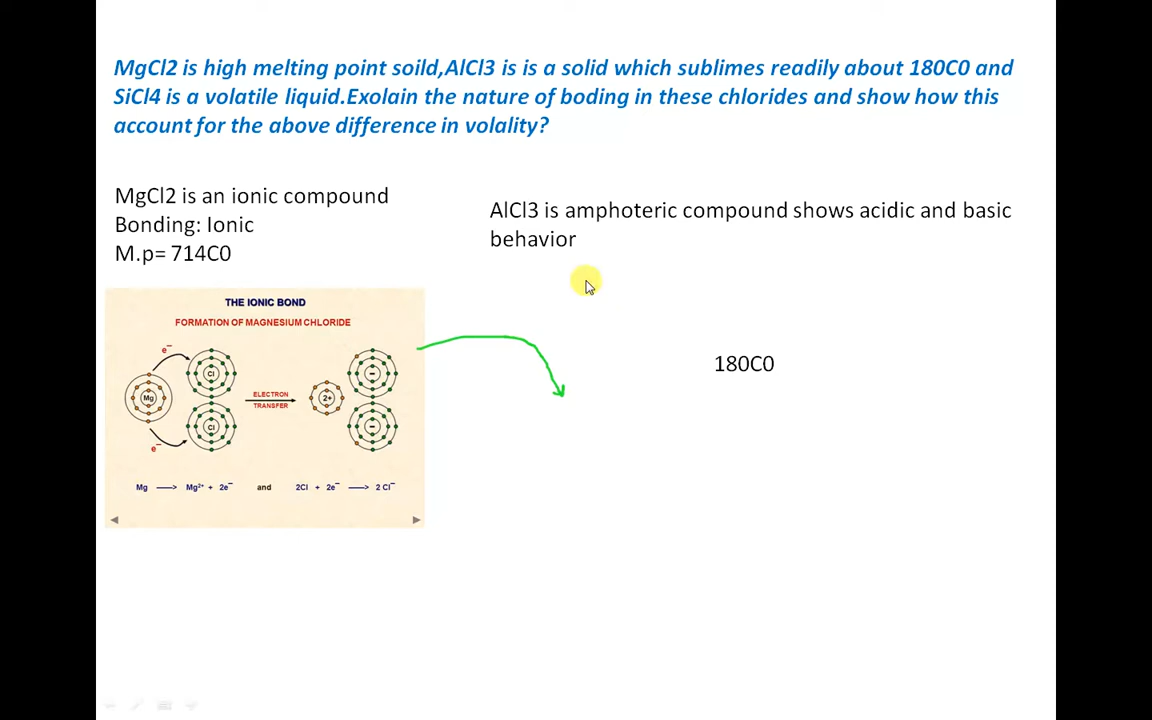 MgCl2 is high melting point soild,AlCl3 is is a solid which sublimes readily about 180C0 and
SiCl4 is a volatile liquid.Exolain the nature of boding in these chlorides and show how this
account for the above difference in volality?
MgCl2 is an ionic compound
Bonding: Ionic
M.p= 714C0
AlCl3 is amphoteric compound shows acidic and basic
behavior
180C0
THE IONIC BOND
FORMATION OF MAGNESIUM CHLORIDE
e⁻
Cl
Mg
ELECTRON
TRANSFER
2+
−
Cl
−
e⁻
Mg ⟶ Mg²⁺ + 2e⁻ and 2Cl + 2e⁻ ⟶ 2 Cl⁻